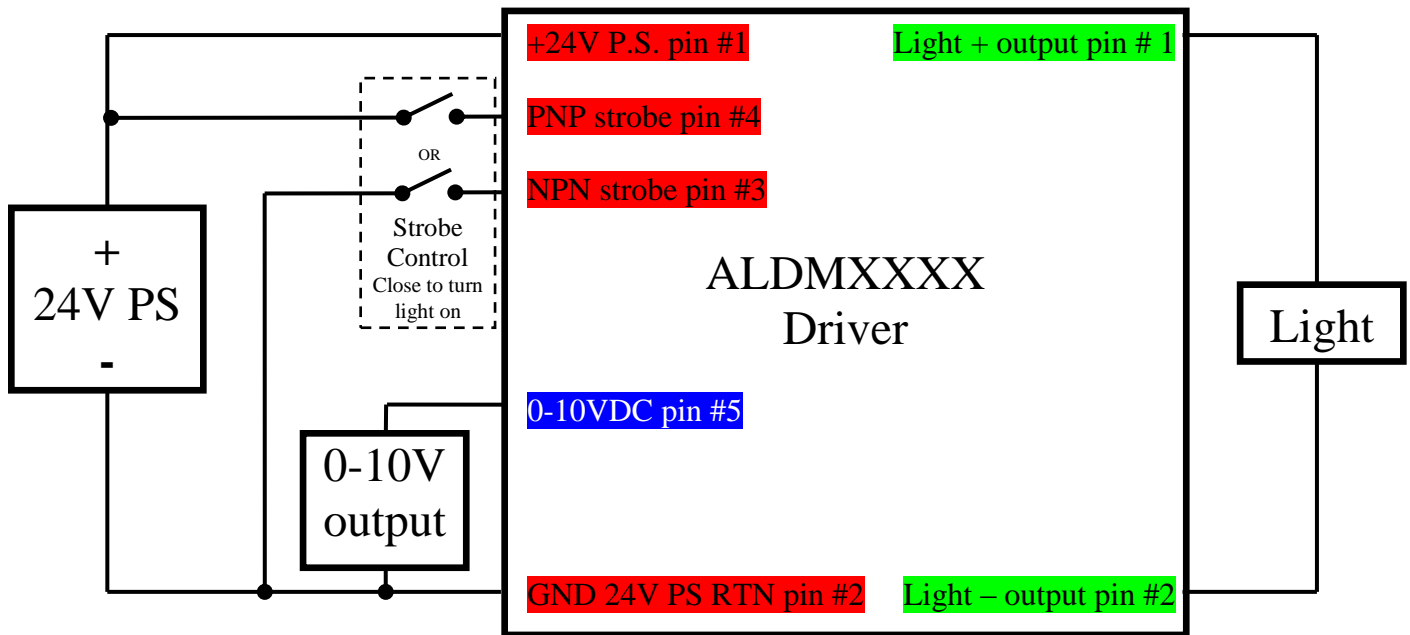 +24V P.S. pin #1
Light + output pin # 1
PNP strobe pin #4
OR
NPN strobe pin #3
Strobe
Control
Close to turn
light on
+
24V PS
-
ALDMXXXX
Driver
Light
0-10VDC pin #5
0-10V
output
GND 24V PS RTN pin #2
Light – output pin #2